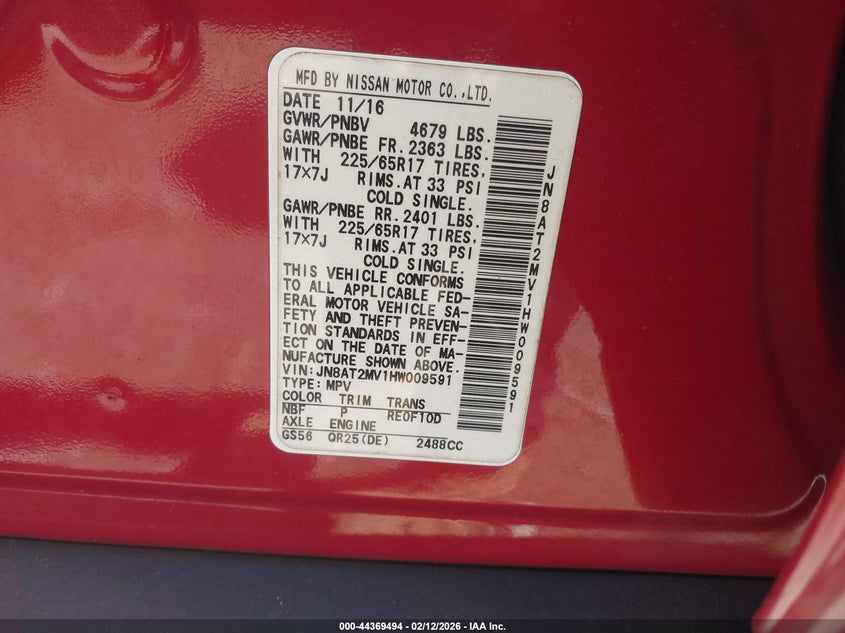 MFD BY NISSAN MOTOR CO.,LTD.
DATE 11/16
GVWR/PNBV 4679 LBS.
GAWR/PNBE FR. 2363 LBS.
WITH 225/65R17 TIRES,
17×7J RIMS.AT 33 PSI
COLD SINGLE.
GAWR/PNBE RR. 2401 LBS.
WITH 225/65R17 TIRES,
17×7J RIMS.AT 33 PSI
COLD SINGLE.
THIS VEHICLE CONFORMS
TO ALL APPLICABLE FED-
ERAL MOTOR VEHICLE SA-
FETY AND THEFT PREVEN-
TION STANDARDS IN EFF-
ECT ON THE DATE OF MA-
NUFACTURE SHOWN ABOVE.
VIN:JN8AT2MV1HW009591
TYPE:MPV
COLOR TRIM TRANS
NBF P RE0F10D
AXLE ENGINE
GS56 QR25(DE) 2488CC
JN8AT2MV1HW009591
000-44369494 - 02/12/2026 - IAA Inc.